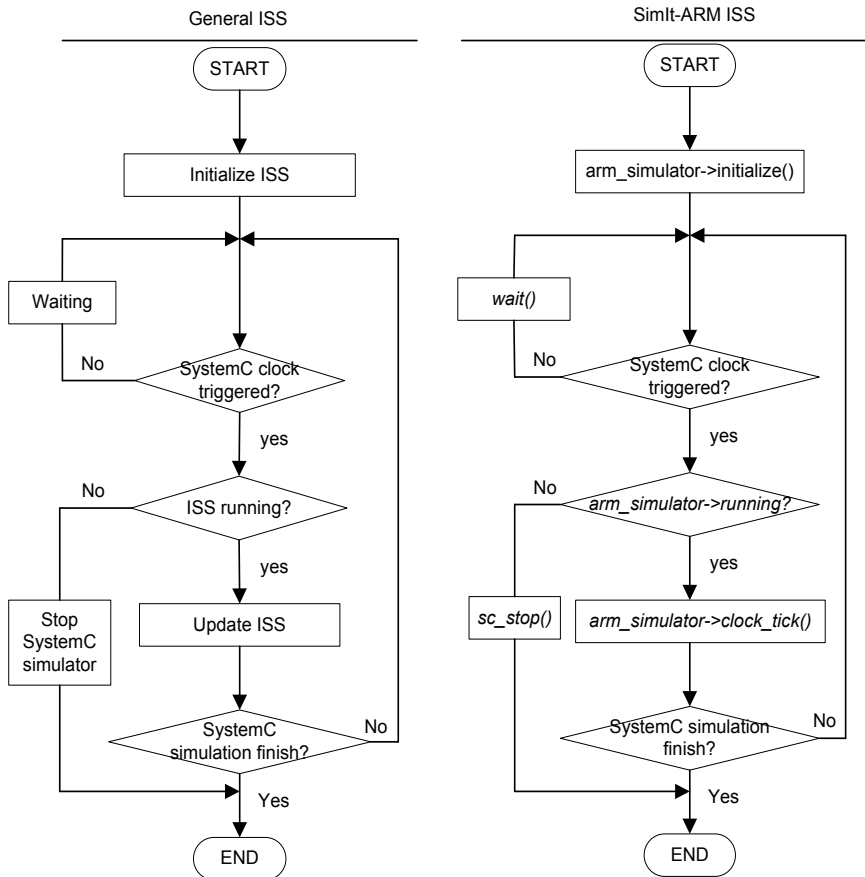 General ISS
START
Initialize ISS
Waiting
No
SystemC clock
triggered?
yes
No
ISS running?
yes
Stop
SystemC
simulator
Update ISS
SystemC
simulation finish?
No
Yes
END
SimIt-ARM ISS
START
arm_simulator->initialize()
wait()
No
SystemC clock
triggered?
yes
No
arm_simulator->running?
yes
sc_stop()
arm_simulator->clock_tick()
SystemC simulation
finish?
No
Yes
END